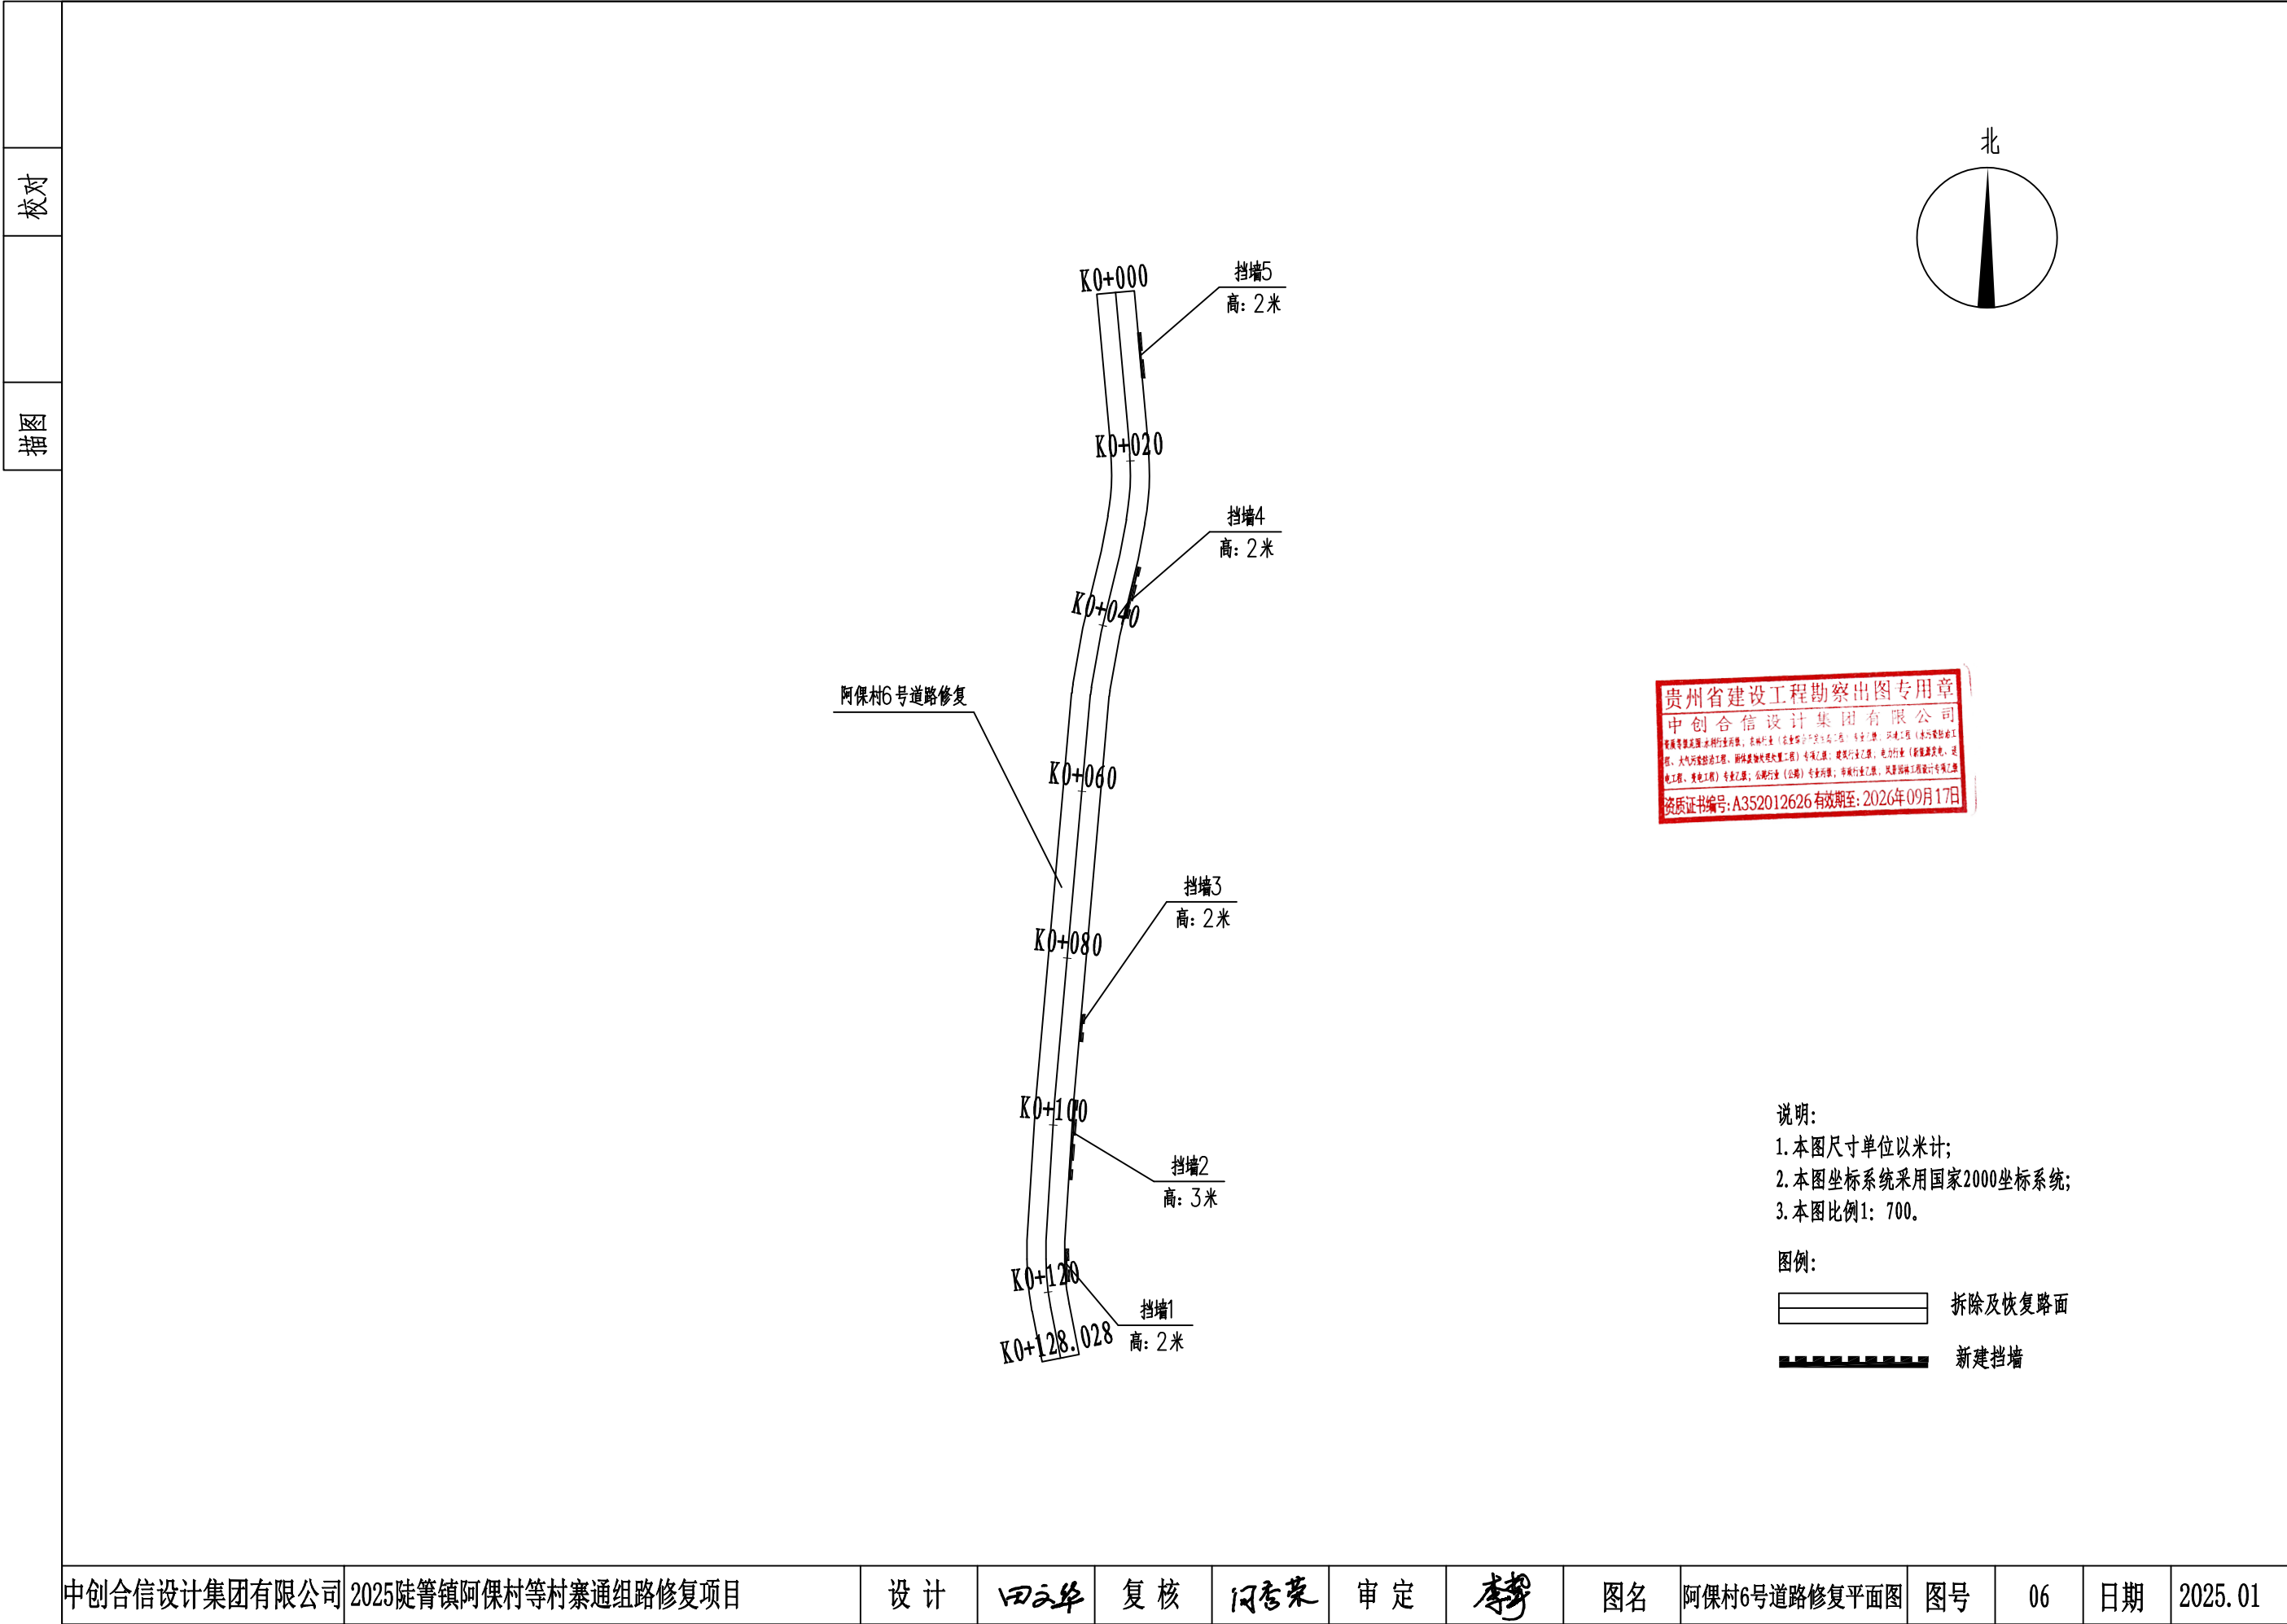 校对
描图
北
K0+000
挡墙5
高：2米
K0+020
挡墙4
高：2米
K0+040
阿倮村6号道路修复
K0+060
挡墙3
高：2米
K0+080
K0+100
挡墙2
高：3米
K0+120
挡墙1
高：2米
K0+128.028
贵州省建设工程勘察出图专用章
中创合信设计集团有限公司
资质证书编号：A352012626 有效期至：2026年09月17日
说明：
1.本图尺寸单位以米计；
2.本图坐标系统采用国家2000坐标系统；
3.本图比例1：700。
图例：
拆除及恢复路面
新建挡墙
中创合信设计集团有限公司 2025陡箐镇阿倮村等村寨通组路修复项目 设计 田文华 复核 审定 图名 阿倮村6号道路修复平面图 图号 06 日期 2025.01